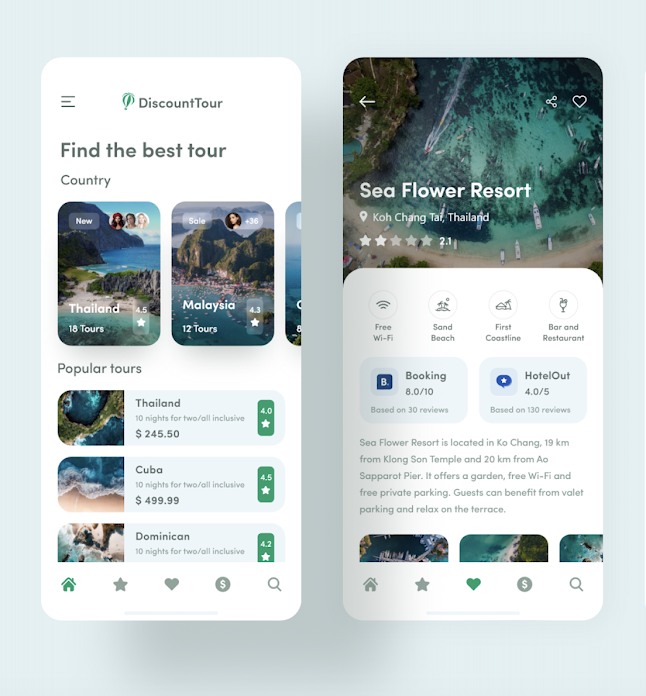 DiscountTour
Find the best tour
Country
New
Sale
+36
Thailand
4.5
18 Tours
Malaysia
4.3
12 Tours
C
8
Popular tours
Thailand
10 nights for two/all inclusive
$ 245.50
4.0
Cuba
10 nights for two/all inclusive
$ 499.99
4.5
Dominican
10 nights for two/all inclusive
4.2
$
Sea Flower Resort
Koh Chang Tai, Thailand
2.1
Free
Wi-Fi
Sand
Beach
First
Coastline
Bar and
Restaurant
B.
Booking
8.0/10
Based on 30 reviews
HotelOut
4.0/5
Based on 130 reviews
Sea Flower Resort is located in Ko Chang, 19 km
from Klong Son Temple and 20 km from Ao
Sapparot Pier. It offers a garden, free Wi-Fi and
free private parking. Guests can benefit from valet
parking and relax on the terrace.
$